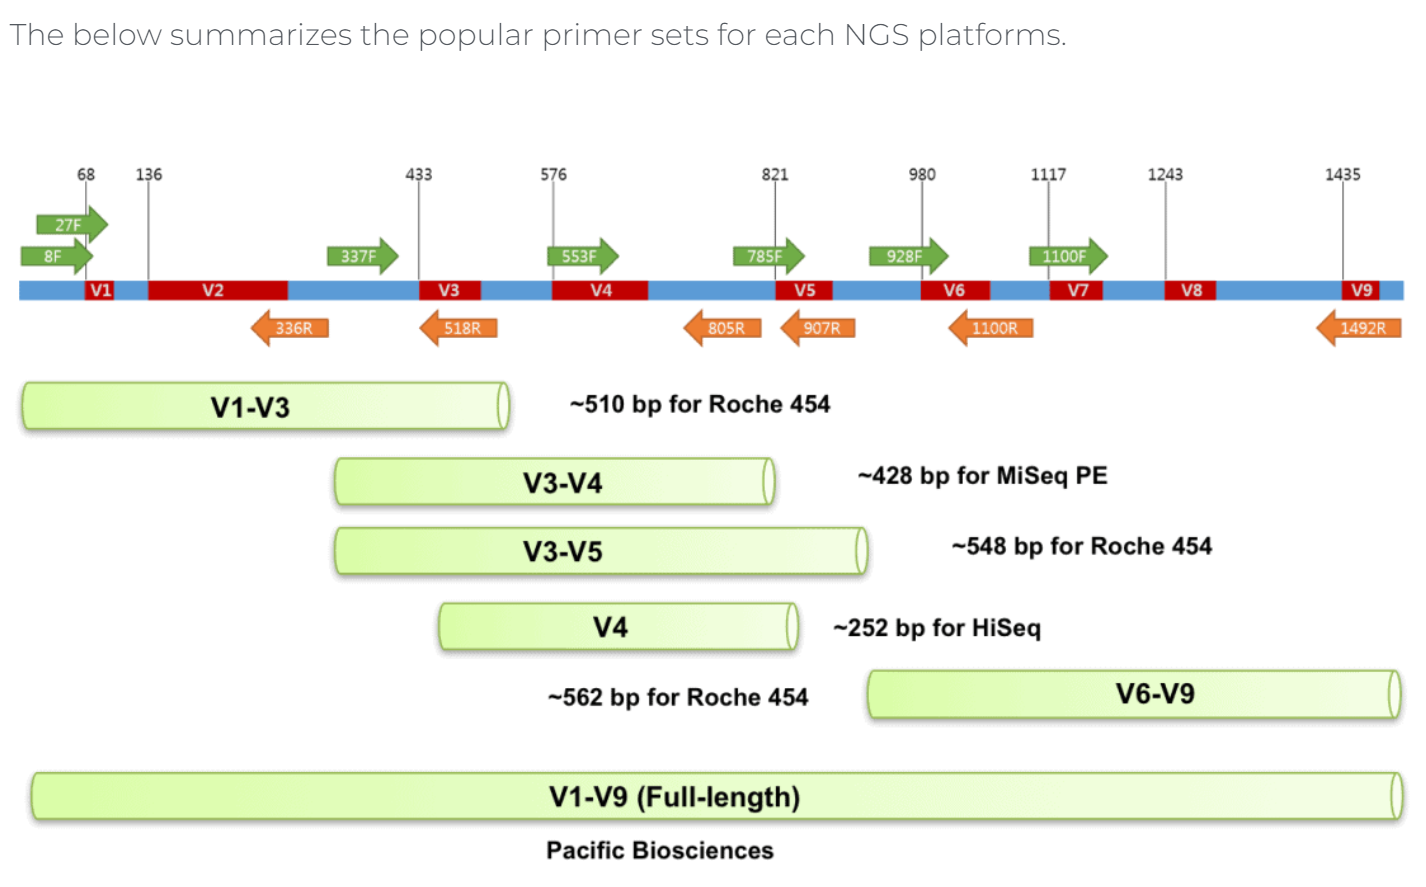 The below summarizes the popular primer sets for each NGS platforms.
68 136 433 576 821 980 1117 1243 1435
27F
8F 337F 553F 785F 928F 1100F
V1 V2 V3 V4 V5 V6 V7 V8 V9
336R 518R 805R 907R 1100R 1492R
V1-V3 ~510 bp for Roche 454
V3-V4 ~428 bp for MiSeq PE
V3-V5 ~548 bp for Roche 454
V4 ~252 bp for HiSeq
~562 bp for Roche 454 V6-V9
V1-V9 (Full-length)
Pacific Biosciences